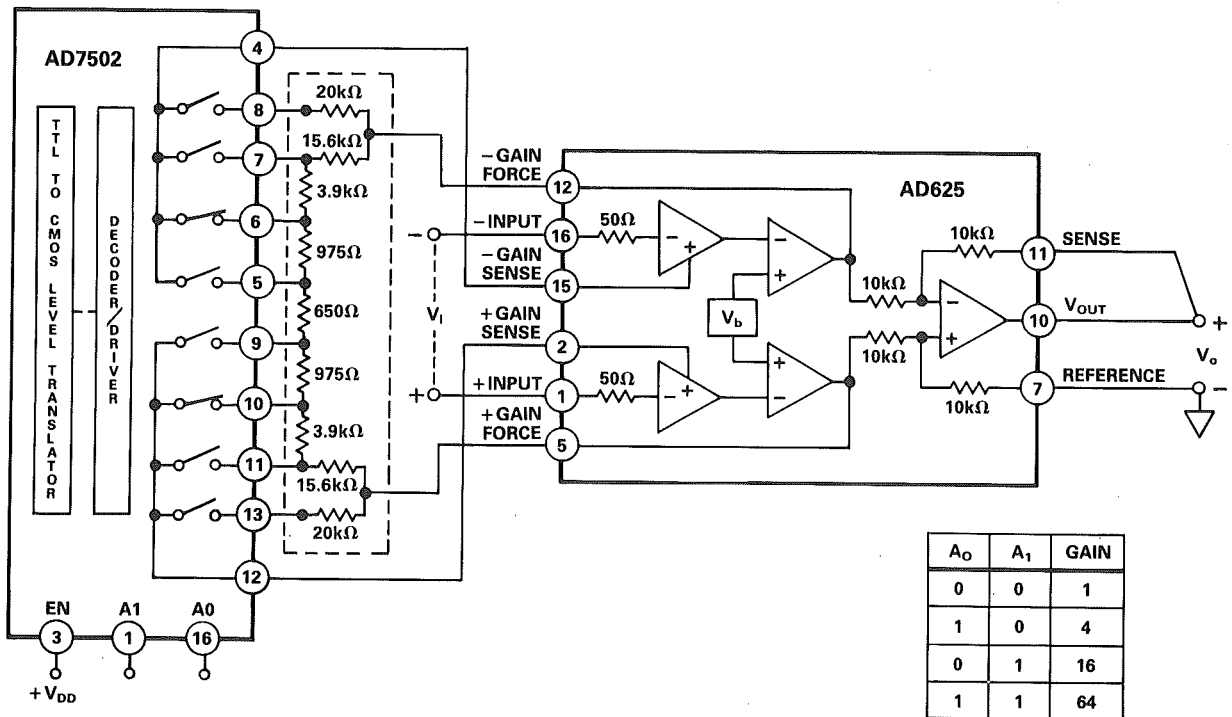 AD7502
TTL TO CMOS LEVEL TRANSLATOR
DECODER/DRIVER
4
8
7
6
5
9
10
11
13
12
EN
A1
A0
3
1
16
+VDD
20kΩ
15.6kΩ
3.9kΩ
975Ω
650Ω
975Ω
3.9kΩ
15.6kΩ
20kΩ
− GAIN
FORCE
−INPUT
− GAIN
SENSE
+ GAIN
SENSE
+ INPUT
+ GAIN
FORCE
−
VI
+
12
16
15
2
1
5
AD625
50Ω
50Ω
−
+
−
+
−
+
+
−
Vb
10kΩ
10kΩ
10kΩ
10kΩ
−
+
11
10
7
SENSE
VOUT
REFERENCE
+
Vo
−
A0 A1 GAIN
0 0 1
1 0 4
0 1 16
1 1 64